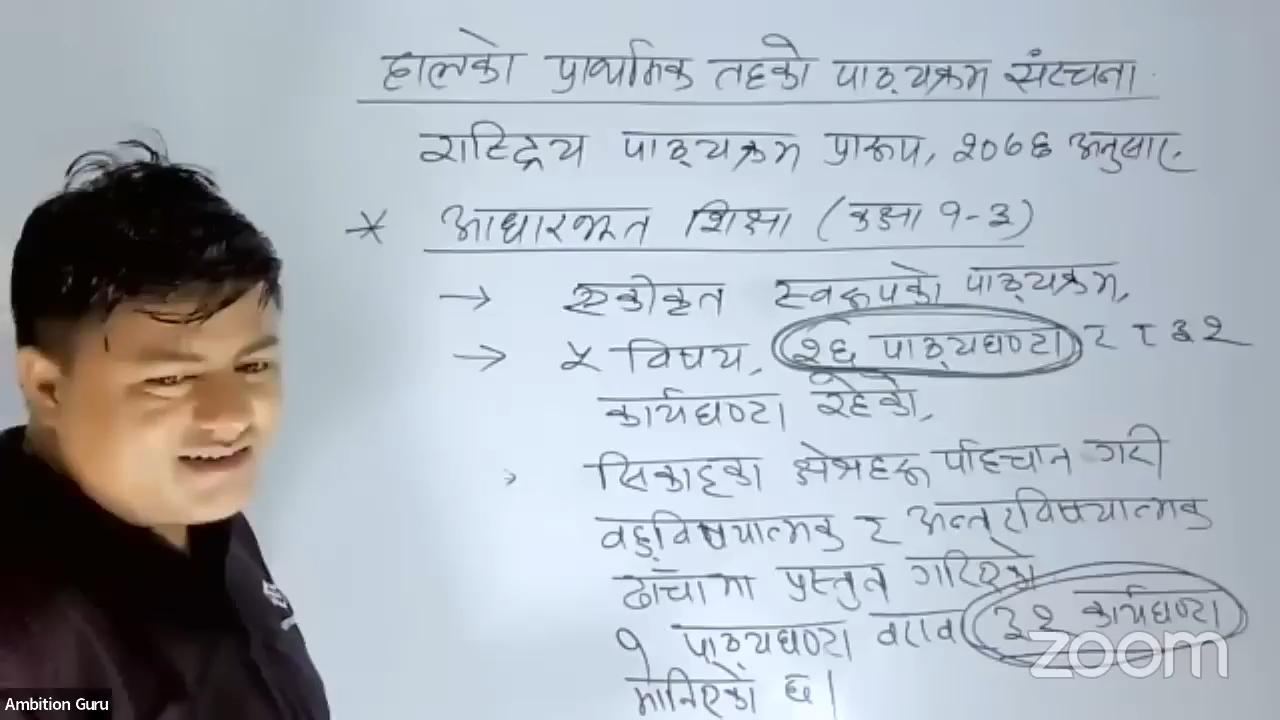 हालको प्राथमिक तहको पाठ्यक्रम संरचना
राष्ट्रिय पाठ्यक्रम प्रारूप, २०७६ अनुसार,
* आधारभूत शिक्षा (कक्षा १-३)
→ एकीकृत स्वरूपको पाठ्यक्रम,
→ ५ विषय, २६ पाठ्यघण्टा र ३२
कार्यघण्टा रहेको,
सिकाइका क्षेत्रहरू पहिचान गरी
बहुविषयात्मक र अन्तरविषयात्मक
ढाँचामा प्रस्तुत गरिएको
१ पाठ्यघण्टा बराबर ३२ कार्यघण्टा
मानिएको छ।
zoom
Ambition Guru